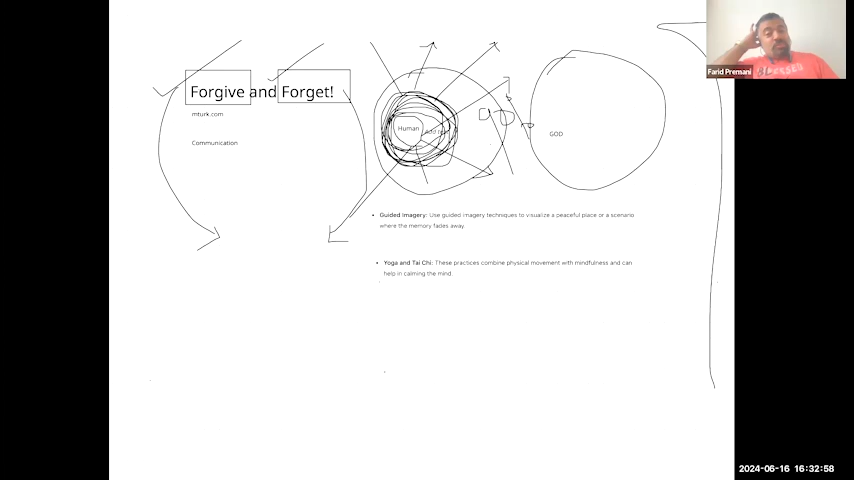 Forgive and Forget!
mturk.com
Communication
Human
GOD
• Guided Imagery: Use guided imagery techniques to visualize a peaceful place or a scenario
where the memory fades away.
• Yoga and Tai Chi: These practices combine physical movement with mindfulness and can
help in calming the mind.
Farid Premani
2024-06-16 16:32:58